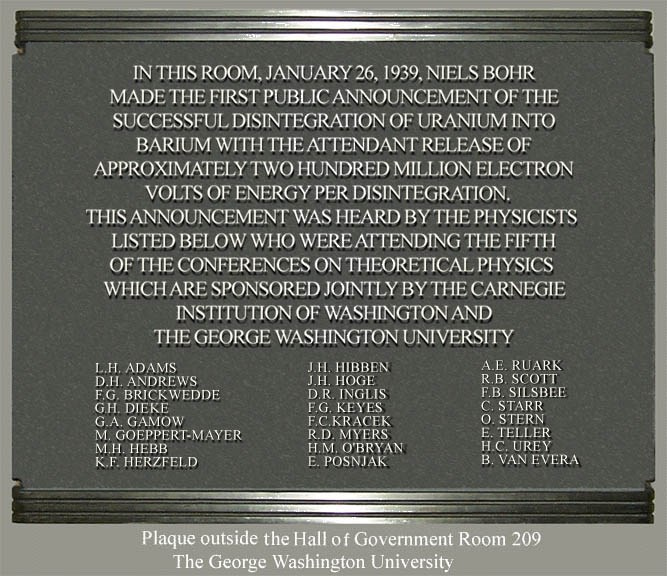 IN THIS ROOM, JANUARY 26, 1939, NIELS BOHR
MADE THE FIRST PUBLIC ANNOUNCEMENT OF THE
SUCCESSFUL DISINTEGRATION OF URANIUM INTO
BARIUM WITH THE ATTENDANT RELEASE OF
APPROXIMATELY TWO HUNDRED MILLION ELECTRON
VOLTS OF ENERGY PER DISINTEGRATION.
THIS ANNOUNCEMENT WAS HEARD BY THE PHYSICISTS
LISTED BELOW WHO WERE ATTENDING THE FIFTH
OF THE CONFERENCES ON THEORETICAL PHYSICS
WHICH ARE SPONSORED JOINTLY BY THE CARNEGIE
INSTITUTION OF WASHINGTON AND
THE GEORGE WASHINGTON UNIVERSITY
L.H. ADAMS
D.H. ANDREWS
F.G. BRICKWEDDE
G.H. DIEKE
G.A. GAMOW
M. GOEPPERT-MAYER
M.H. HEBB
K.F. HERZFELD
J.H. HIBBEN
J.H. HOGE
D.R. INGLIS
F.G. KEYES
F.C.KRACEK
R.D. MYERS
H.M. O'BRYAN
E. POSNJAK
A.E. RUARK
R.B. SCOTT
F.B. SILSBEE
C. STARR
O. STERN
E. TELLER
H.C. UREY
B. VAN EVERA
Plaque outside the Hall of Government Room 209
The George Washington University